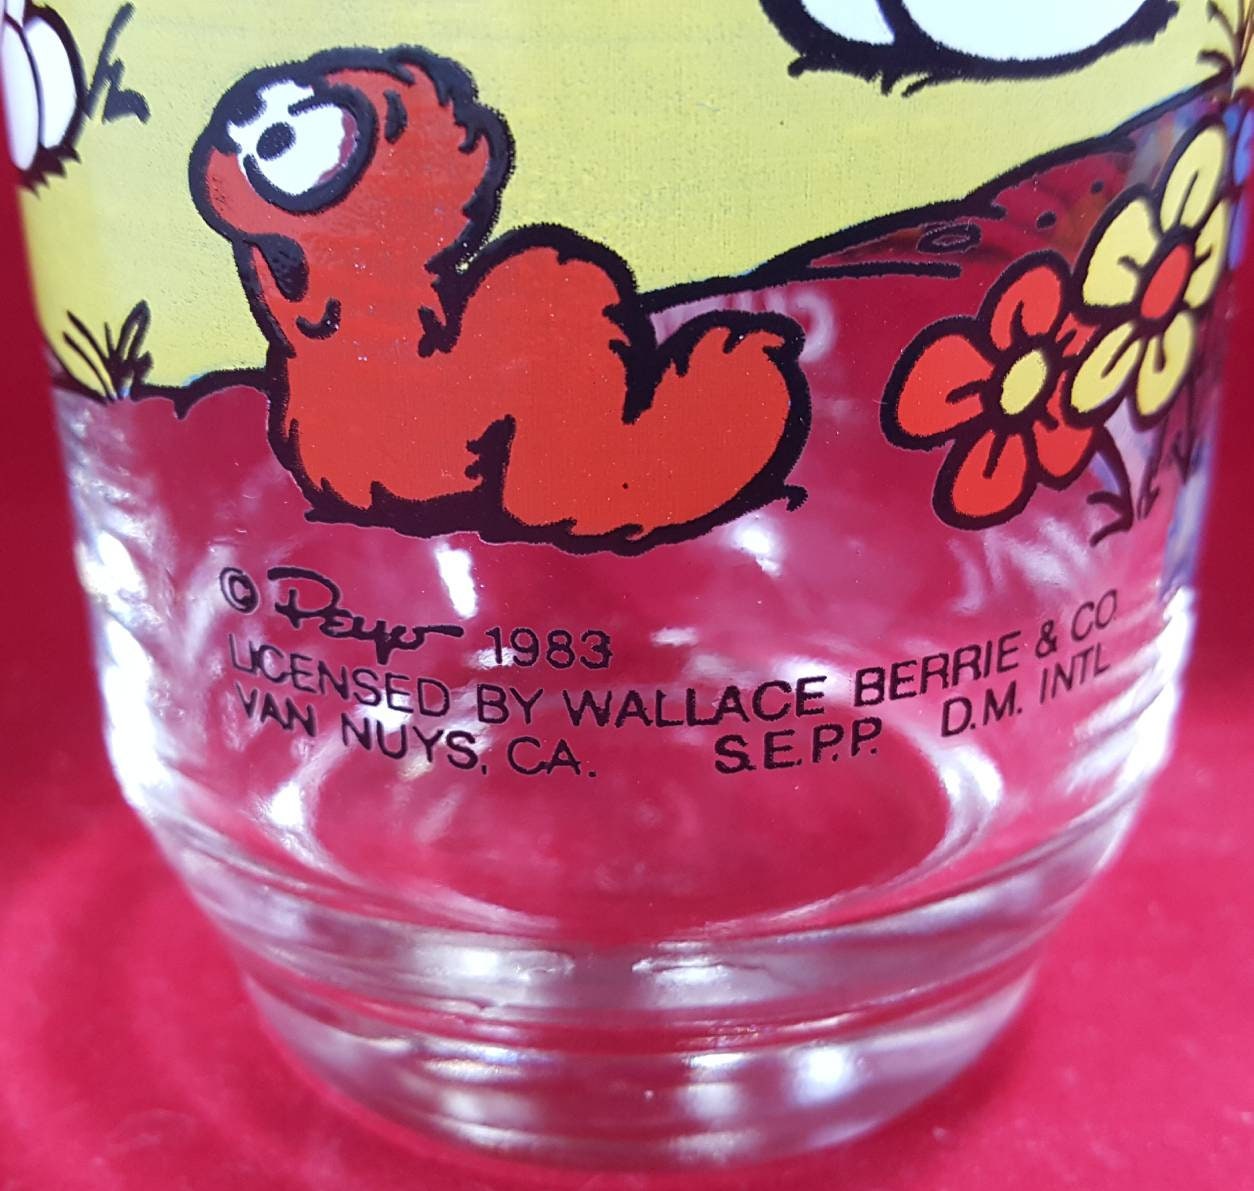 © Peyo 1983
LICENSED BY WALLACE BERRIE & CO.
VAN NUYS, CA. S.E.P.P. D.M. INTL